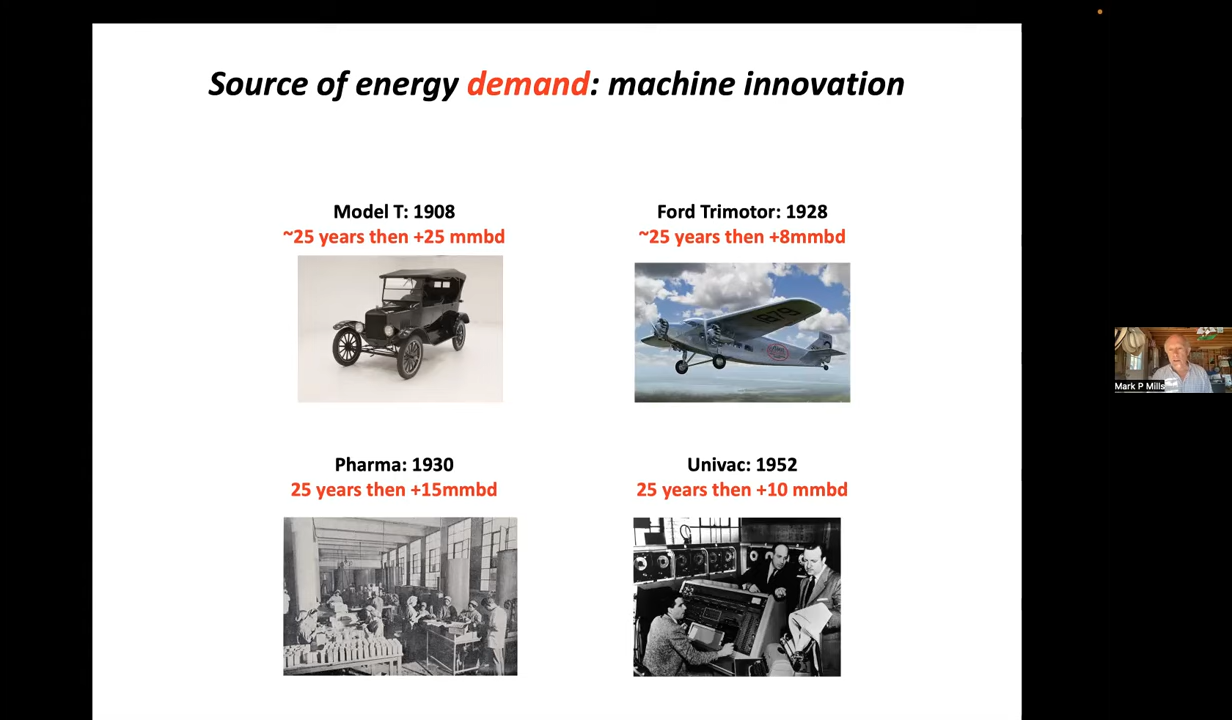 Source of energy demand: machine innovation
Model T: 1908
~25 years then +25 mmbd
Ford Trimotor: 1928
~25 years then +8mmbd
Pharma: 1930
25 years then +15mmbd
Univac: 1952
25 years then +10 mmbd
Mark P Mills